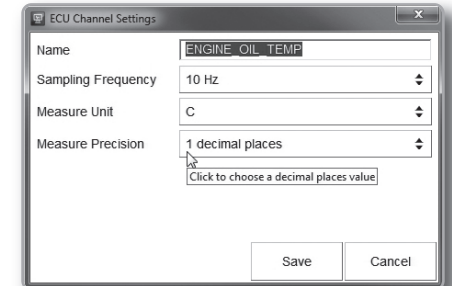 ECU Channel Settings
x
Name ENGINE_OIL_TEMP
Sampling Frequency 10 Hz
Measure Unit C
Measure Precision 1 decimal places
Click to choose a decimal places value
Save Cancel